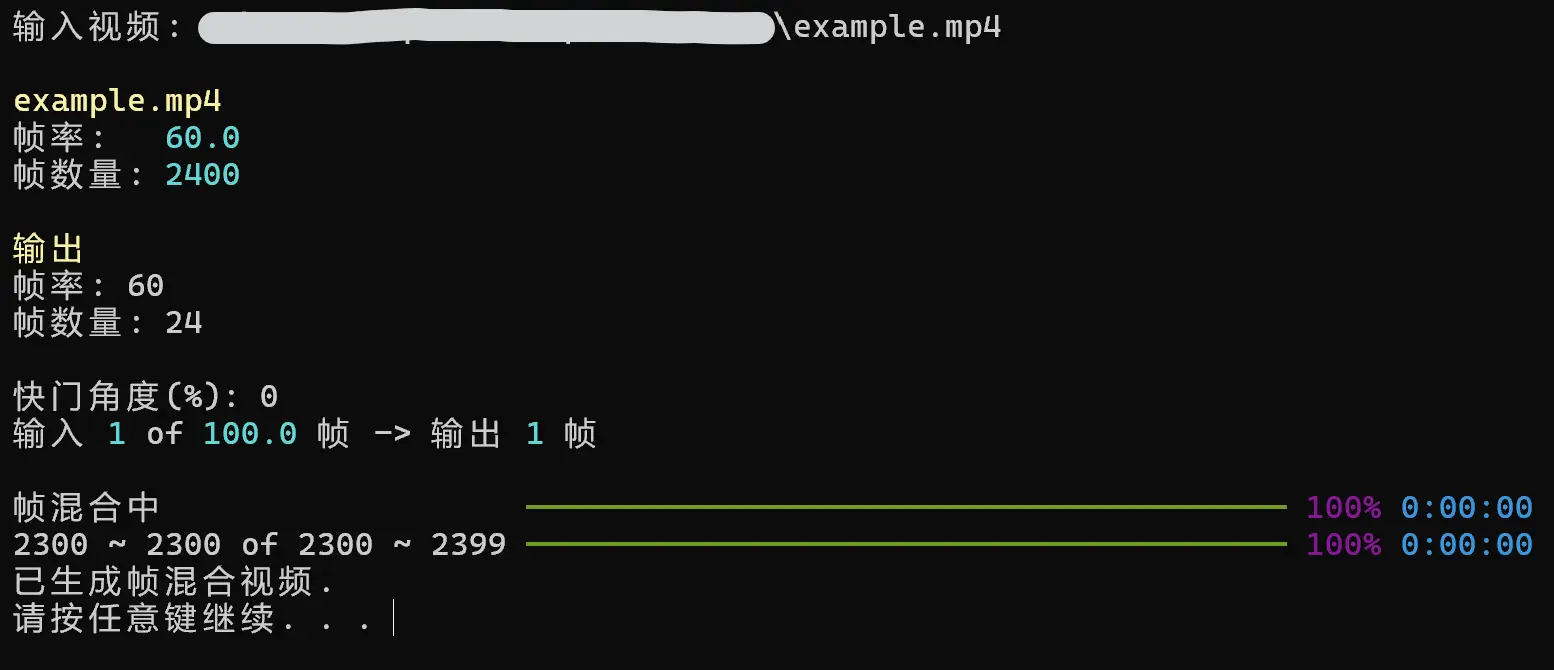 输入视频: \example.mp4
example.mp4
帧率: 60.0
帧数量: 2400
输出
帧率: 60
帧数量: 24
快门角度(%): 0
输入 1 of 100.0 帧 -> 输出 1 帧
帧混合中 100% 0:00:00
2300 ~ 2300 of 2300 ~ 2399 100% 0:00:00
已生成帧混合视频.
请按任意键继续. . .